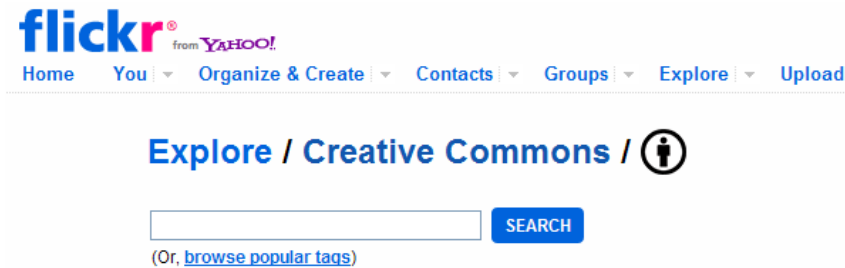 flickr® from YAHOO!
Home You Organize & Create Contacts Groups Explore Upload
Explore / Creative Commons /
SEARCH
(Or, browse popular tags)